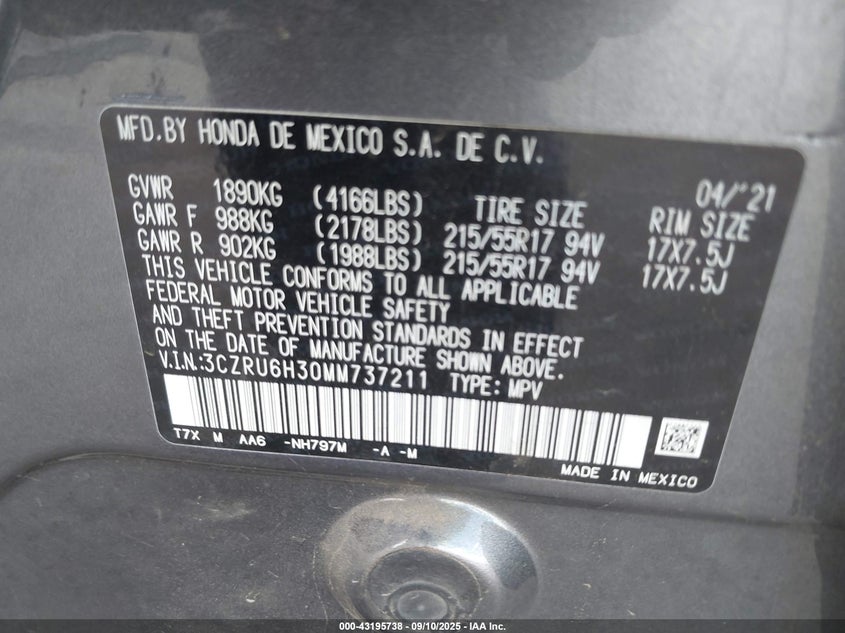 MFD.BY HONDA DE MEXICO S.A. DE C.V.
04/'21
GVWR 1890KG (4166LBS) TIRE SIZE RIM SIZE
GAWR F 988KG (2178LBS) 215/55R17 94V 17X7.5J
GAWR R 902KG (1988LBS) 215/55R17 94V 17X7.5J
THIS VEHICLE CONFORMS TO ALL APPLICABLE
FEDERAL MOTOR VEHICLE SAFETY
AND THEFT PREVENTION STANDARDS IN EFFECT
ON THE DATE OF MANUFACTURE SHOWN ABOVE.
V.I.N:3CZRU6H30MM737211 TYPE: MPV
T7X M AA6 -NH797M -A -M
MADE IN MEXICO
000-43195738 - 09/10/2025 - IAA Inc.